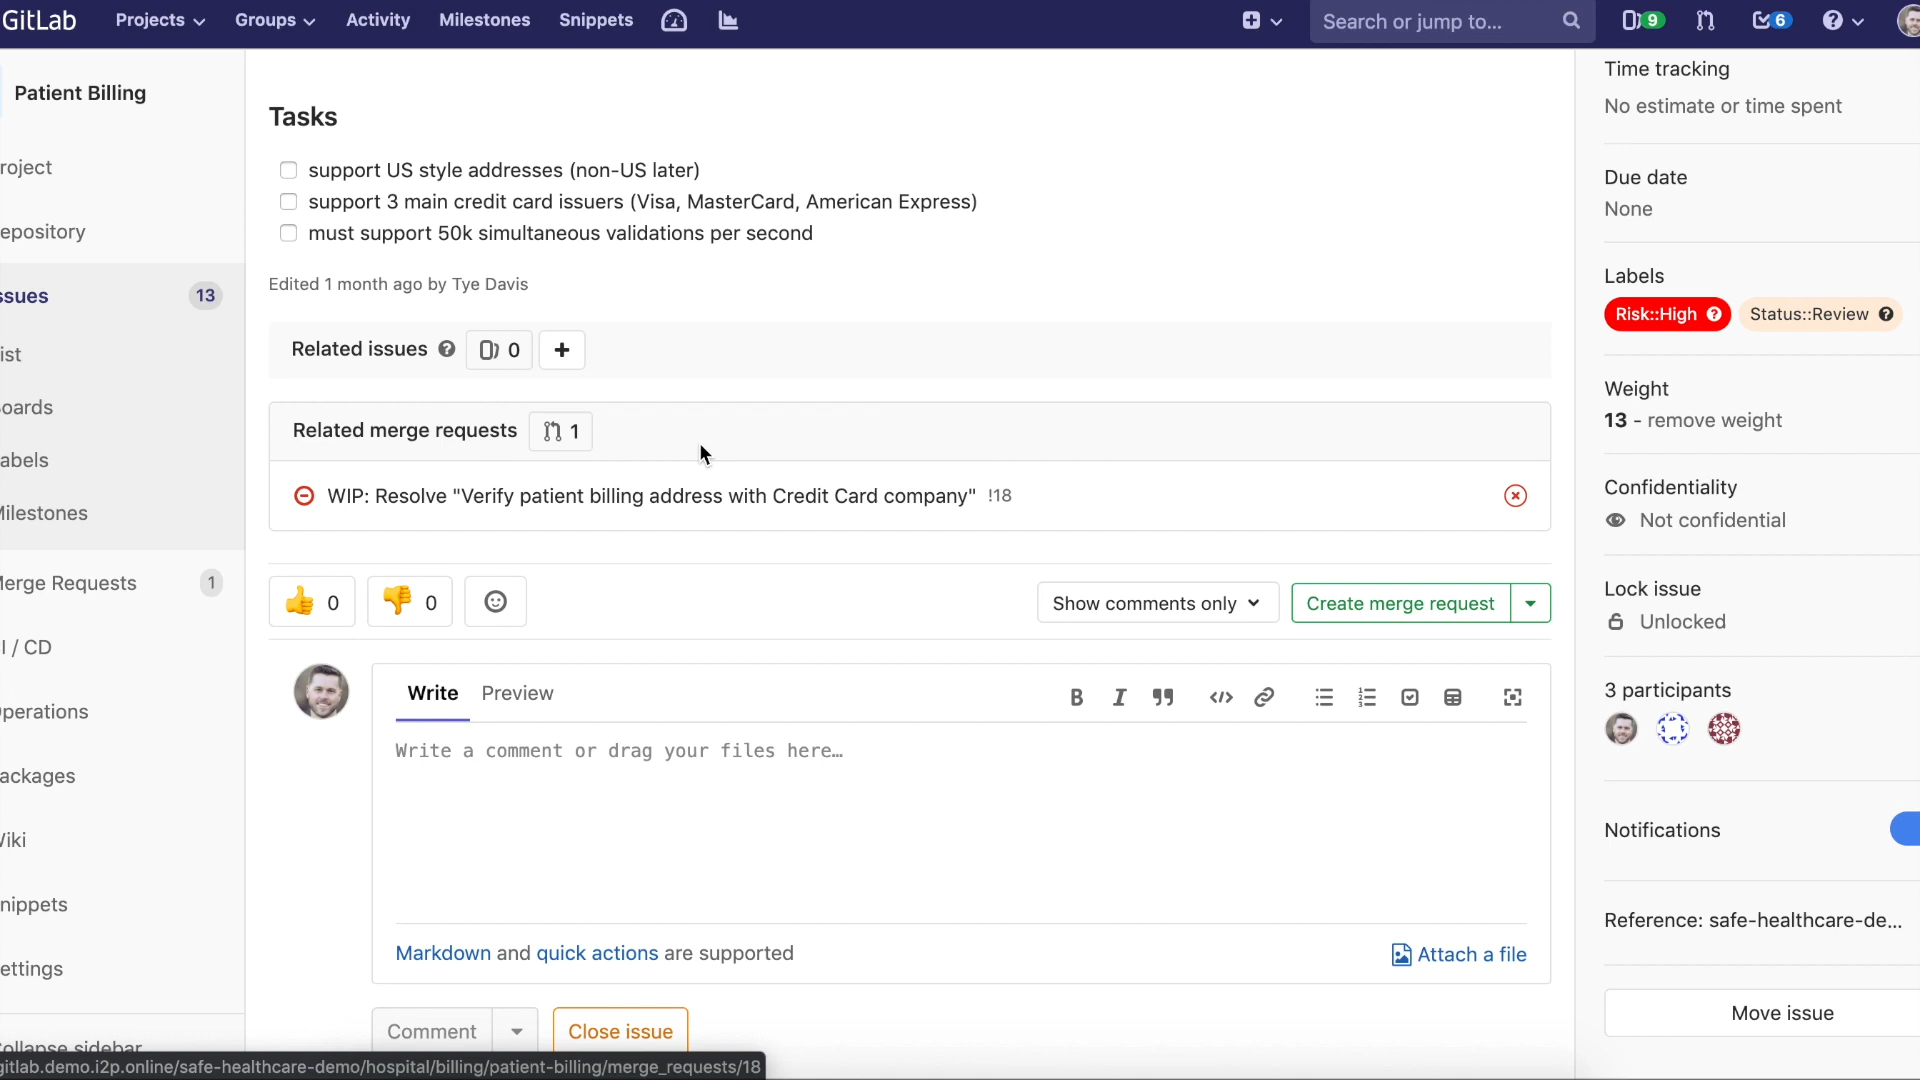 GitLab Projects Groups Activity Milestones Snippets Search or jump to... 9 6
Patient Billing
roject
epository
ssues 13
ist
oards
abels
ilestones
erge Requests 1
I / CD
perations
ackages
iki
nippets
ettings
ollapse sidebar
Tasks
support US style addresses (non-US later)
support 3 main credit card issuers (Visa, MasterCard, American Express)
must support 50k simultaneous validations per second
Edited 1 month ago by Tye Davis
Related issues ? 0 +
Related merge requests 1
WIP: Resolve "Verify patient billing address with Credit Card company" !18
0 0
Show comments only Create merge request
Write Preview
Write a comment or drag your files here…
Markdown and quick actions are supported
Attach a file
Comment Close issue
Time tracking
No estimate or time spent
Due date
None
Labels
Risk::High ? Status::Review ?
Weight
13 - remove weight
Confidentiality
Not confidential
Lock issue
Unlocked
3 participants
Notifications
Reference: safe-healthcare-de...
Move issue
gitlab.demo.i2p.online/safe-healthcare-demo/hospital/billing/patient-billing/merge_requests/18